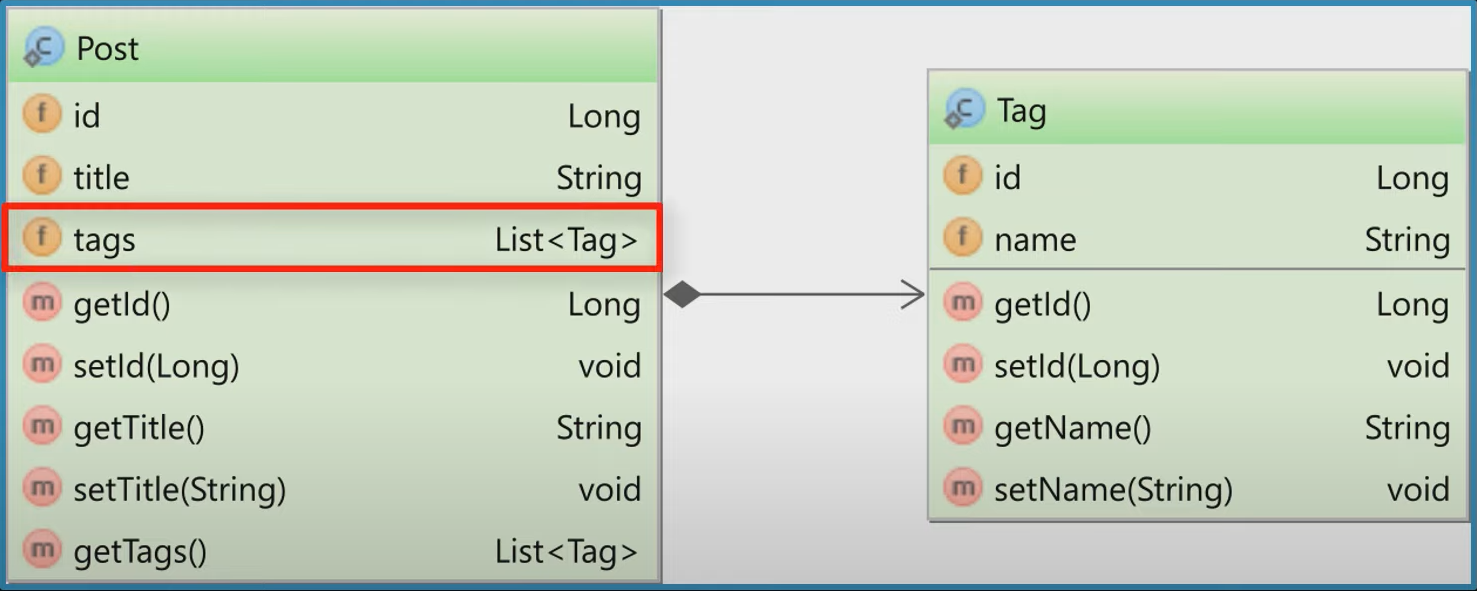 C Post
f id Long
f title String
f tags List<Tag>
m getId() Long
m setId(Long) void
m getTitle() String
m setTitle(String) void
m getTags() List<Tag>
C Tag
f id Long
f name String
m getId() Long
m setId(Long) void
m getName() String
m setName(String) void